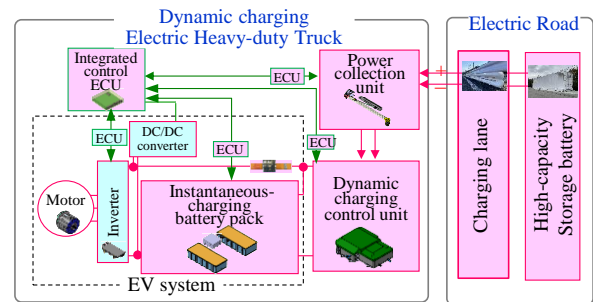 Dynamic charging
Electric Heavy-duty Truck
Electric Road
Integrated
control
ECU
ECU
Power
collection
unit
+
−
ECU
DC/DC
converter
ECU
ECU
Motor
Inverter
Instantaneous-
charging
battery pack
Dynamic
charging
control unit
Charging lane
High-capacity
Storage battery
EV system